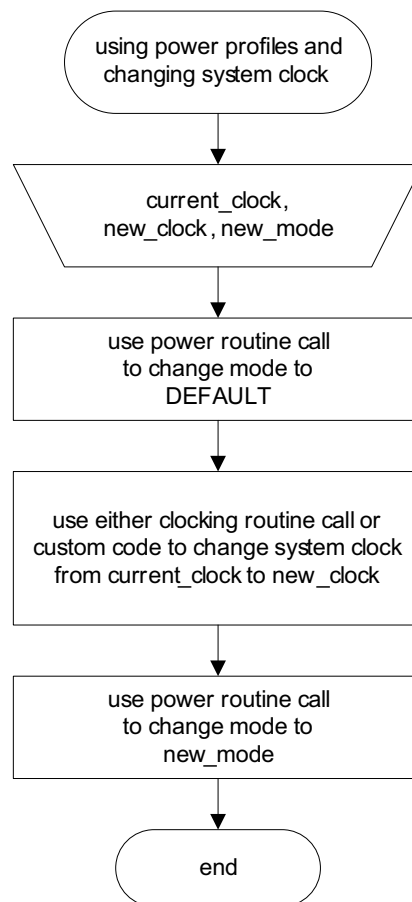 using power profiles and
changing system clock
current_clock,
new_clock, new_mode
use power routine call
to change mode to
DEFAULT
use either clocking routine call or
custom code to change system clock
from current_clock to new_clock
use power routine call
to change mode to
new_mode
end